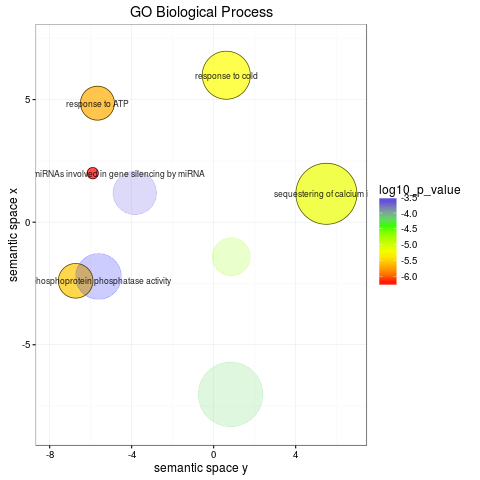 GO Biological Process
response to cold
response to ATP
miRNAs involved in gene silencing by miRNA
sequestering of calcium i
hosphoprotein phosphatase activity
5
0
-5
-8
-4
0
4
semantic space x
semantic space y
log10_p_value
-3.5
-4.0
-4.5
-5.0
-5.5
-6.0